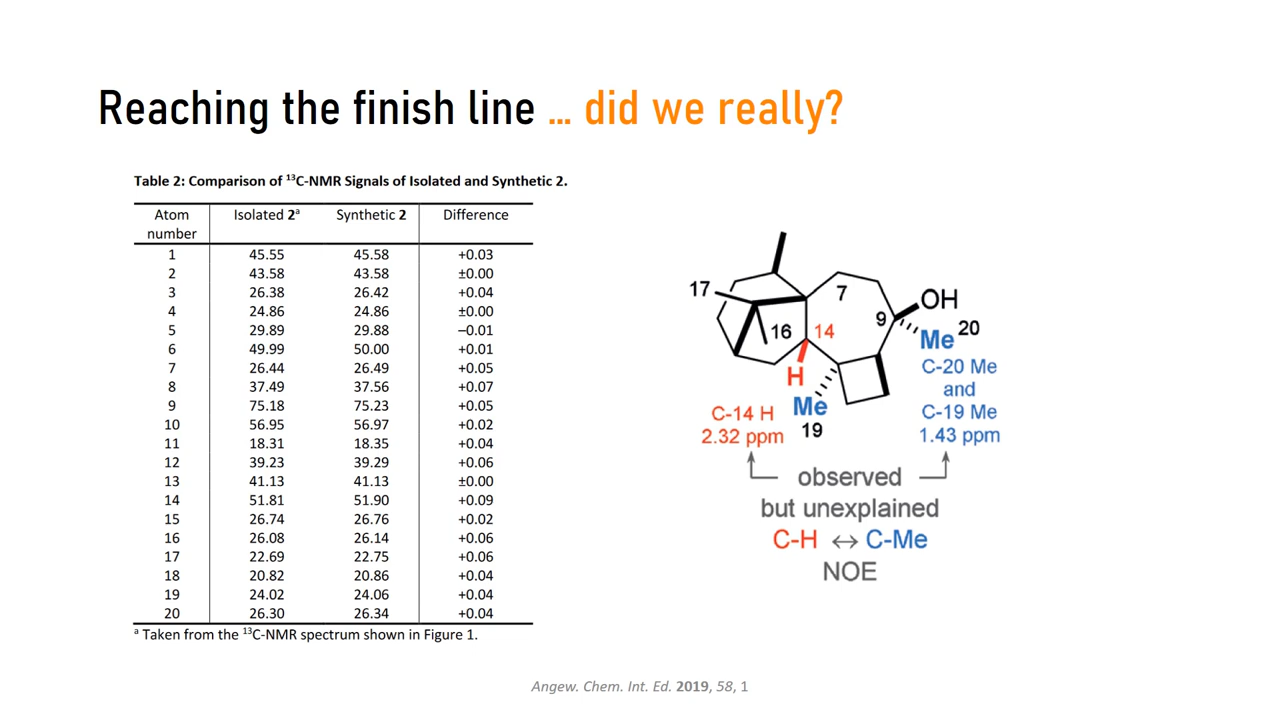 Reaching the finish line ... did we really?
Table 2: Comparison of ¹³C-NMR Signals of Isolated and Synthetic 2.
Atom number Isolated 2ᵃ Synthetic 2 Difference
1 45.55 45.58 +0.03
2 43.58 43.58 ±0.00
3 26.38 26.42 +0.04
4 24.86 24.86 ±0.00
5 29.89 29.88 –0.01
6 49.99 50.00 +0.01
7 26.44 26.49 +0.05
8 37.49 37.56 +0.07
9 75.18 75.23 +0.05
10 56.95 56.97 +0.02
11 18.31 18.35 +0.04
12 39.23 39.29 +0.06
13 41.13 41.13 ±0.00
14 51.81 51.90 +0.09
15 26.74 26.76 +0.02
16 26.08 26.14 +0.06
17 22.69 22.75 +0.06
18 20.82 20.86 +0.04
19 24.02 24.06 +0.04
20 26.30 26.34 +0.04
ᵃ Taken from the ¹³C-NMR spectrum shown in Figure 1.
17
7
OH
16
14
9
20
Me
H
Me
19
C-14 H
2.32 ppm
C-20 Me
and
C-19 Me
1.43 ppm
observed
but unexplained
C-H ↔ C-Me
NOE
Angew. Chem. Int. Ed. 2019, 58, 1